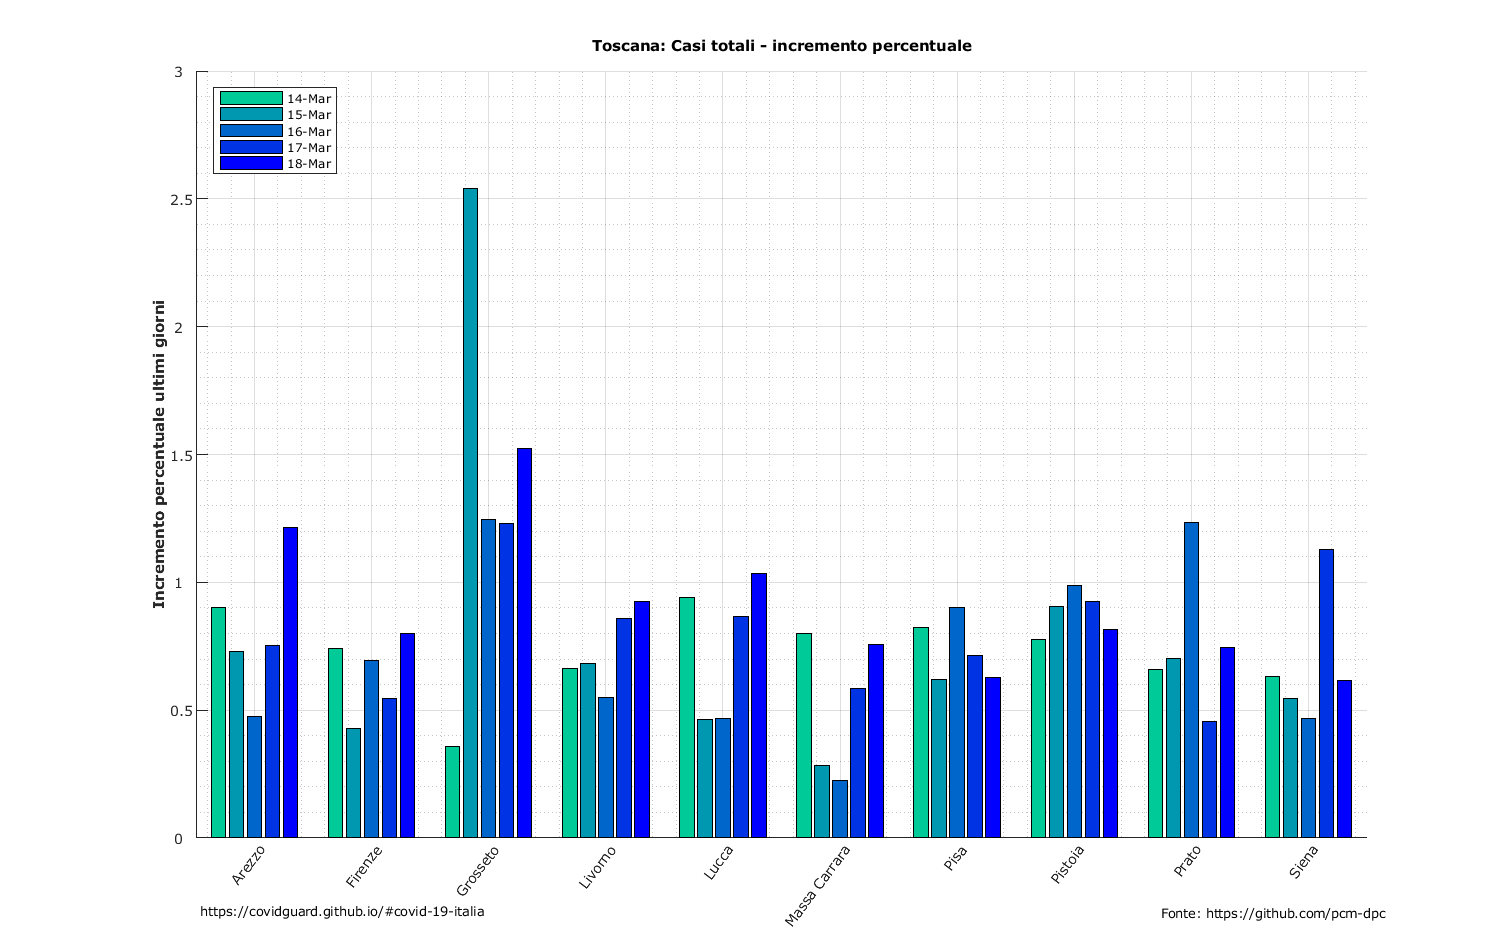 Toscana: Casi totali - incremento percentuale
3
2.5
2
1.5
1
0.5
0
Incremento percentuale ultimi giorni
14-Mar
15-Mar
16-Mar
17-Mar
18-Mar
Arezzo
Firenze
Grosseto
Livorno
Lucca
Massa Carrara
Pisa
Pistoia
Prato
Siena
https://covidguard.github.io/#covid-19-italia
Fonte: https://github.com/pcm-dpc